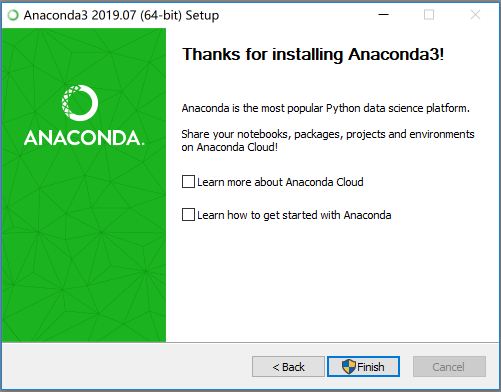 Anaconda3 2019.07 (64-bit) Setup
Thanks for installing Anaconda3!
Anaconda is the most popular Python data science platform.
Share your notebooks, packages, projects and environments
on Anaconda Cloud!
ANACONDA.
Learn more about Anaconda Cloud
Learn how to get started with Anaconda
< Back
Finish
Cancel